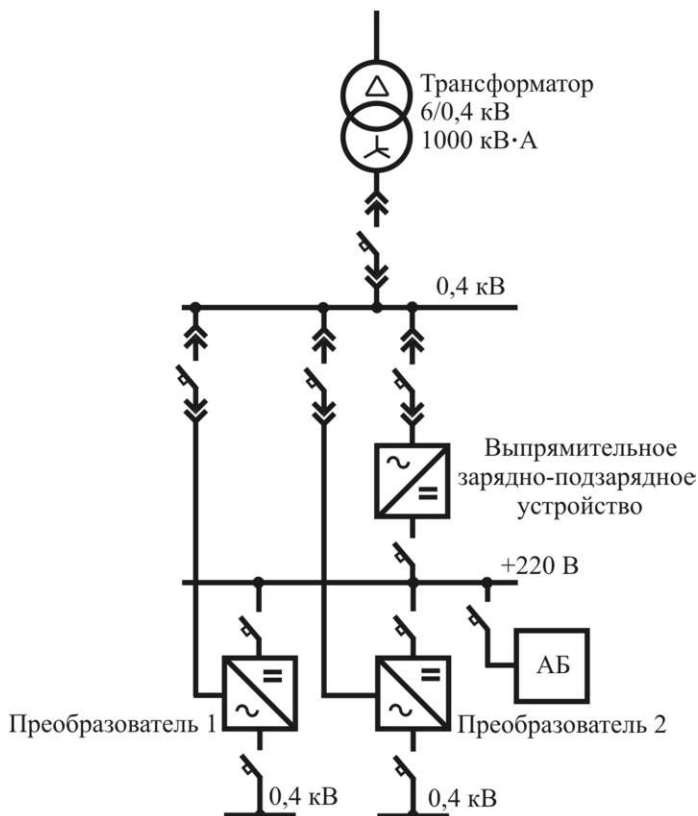 Трансформатор
6/0,4 кВ
1000 кВ·А
0,4 кВ
Выпрямительное
зарядно-подзарядное
устройство
+220 В
АБ
Преобразователь 1
Преобразователь 2
0,4 кВ
0,4 кВ